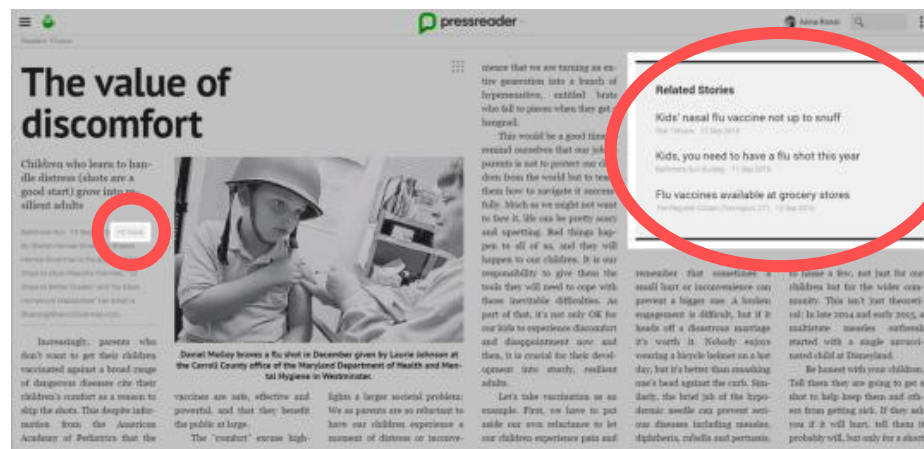 pressreader
Anna Rossi
The value of
discomfort
Children who learn to han-
dle distress (shots are a
good start) grow into re-
silient adults
Increasingly, parents who
don't want to get their children
vaccinated against a broad range
of dangerous diseases cite their
children's comfort as a reason to
skip the shots. This despite infor-
mation from the American
Academy of Pediatrics that the
Daniel Molloy braves a flu shot in December given by Laurie Johnson at
the Carroll County office of the Maryland Department of Health and Men-
tal Hygiene in Westminster.
vaccines are safe, effective and
powerful, and that they benefit
the public at large.
The "comfort" excuse high-
lights a larger societal problem:
We as parents are so reluctant to
have our children experience a
moment of distress or inconve-
nience that we are turning an en-
tire generation into a bunch of
hypersensitive, entitled brats
who fall to pieces when they get a
hangnail.
This would be a good time
remind ourselves that our job
parents is not to protect our chil-
dren from the world but to teach
them how to navigate it success-
fully. Much as we might not want
to face it, life can be pretty scary
and upsetting. Bad things hap-
pen to all of us, and they will
happen to our children. It is our
responsibility to give them the
tools they will need to cope with
these inevitable difficulties. As
part of that, it's not only OK for
our kids to experience discomfort
and disappointment now and
then, it is crucial for their devel-
opment into sturdy, resilient
adults.
Let's take vaccination as an
example. First, we have to put
aside our own reluctance to let
our children experience pain and
Related Stories
Kids' nasal flu vaccine not up to snuff
Star Tribune 13 Sep 2016
Kids, you need to have a flu shot this year
Baltimore Sun Sunday 11 Sep 2016
Flu vaccines available at grocery stores
remember that sometimes a
small hurt or inconvenience can
prevent a bigger one. A broken
engagement is difficult, but if it
heads off a disastrous marriage
it's worth it. Nobody enjoys
wearing a bicycle helmet on a hot
day, but it's better than smashing
one's head against the curb. Sim-
ilarly, the brief jab of the hypo-
dermic needle can prevent seri-
ous diseases including measles,
diphtheria, rubella and pertussis,
to name a few, not just for our
children but for the wider com-
munity. This isn't just theoret-
ical: In late 2014 and early 2015, a
multistate measles outbreak
started with a single unvacci-
nated child at Disneyland.
Be honest with your children.
Tell them they are going to get a
shot to help keep them and oth-
ers from getting sick. If they ask
you if it will hurt, tell them it
probably will, but only for a short